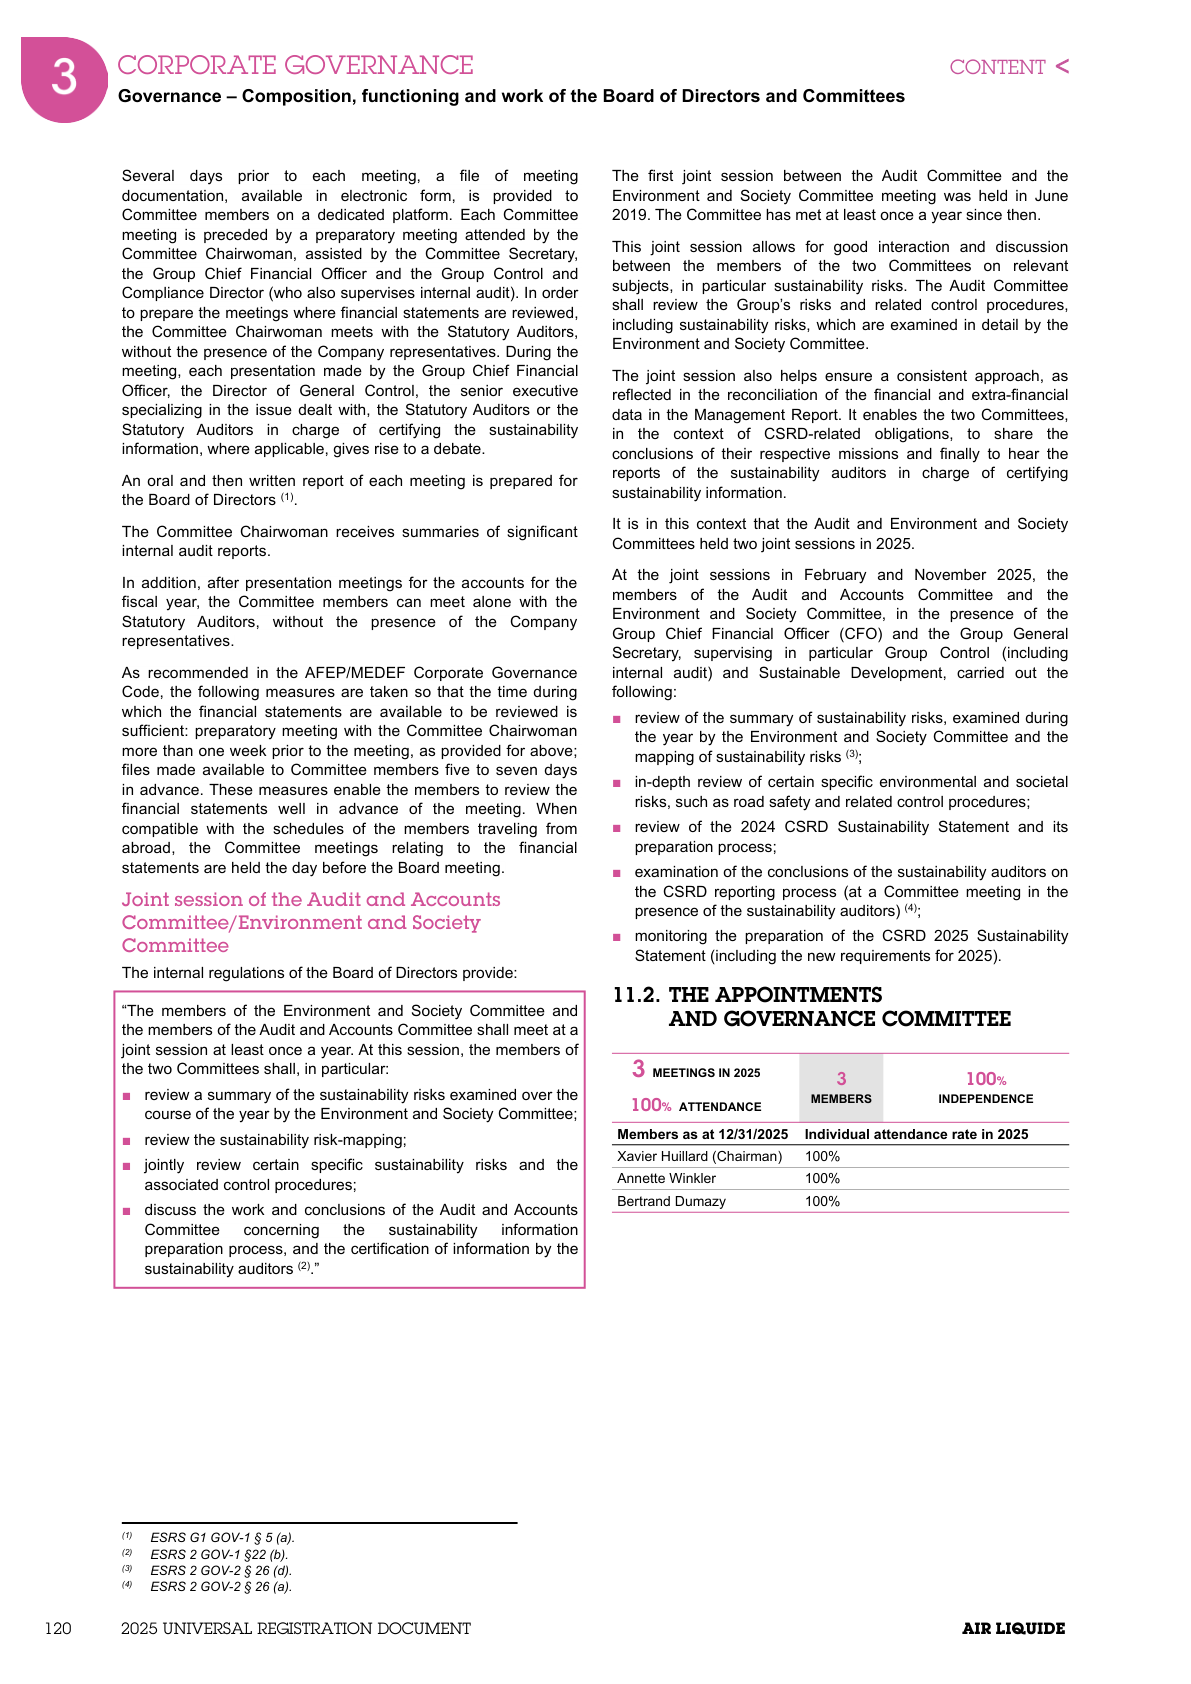 3
CORPORATE GOVERNANCE
CONTENT <
Governance – Composition, functioning and work of the Board of Directors and Committees
Several days prior to each meeting, a file of meeting
documentation, available in electronic form, is provided to
Committee members on a dedicated platform. Each Committee
meeting is preceded by a preparatory meeting attended by the
Committee Chairwoman, assisted by the Committee Secretary,
the Group Chief Financial Officer and the Group Control and
Compliance Director (who also supervises internal audit). In order
to prepare the meetings where financial statements are reviewed,
the Committee Chairwoman meets with the Statutory Auditors,
without the presence of the Company representatives. During the
meeting, each presentation made by the Group Chief Financial
Officer, the Director of General Control, the senior executive
specializing in the issue dealt with, the Statutory Auditors or the
Statutory Auditors in charge of certifying the sustainability
information, where applicable, gives rise to a debate.
An oral and then written report of each meeting is prepared for
the Board of Directors (1).
The Committee Chairwoman receives summaries of significant
internal audit reports.
In addition, after presentation meetings for the accounts for the
fiscal year, the Committee members can meet alone with the
Statutory Auditors, without the presence of the Company
representatives.
As recommended in the AFEP/MEDEF Corporate Governance
Code, the following measures are taken so that the time during
which the financial statements are available to be reviewed is
sufficient: preparatory meeting with the Committee Chairwoman
more than one week prior to the meeting, as provided for above;
files made available to Committee members five to seven days
in advance. These measures enable the members to review the
financial statements well in advance of the meeting. When
compatible with the schedules of the members traveling from
abroad, the Committee meetings relating to the financial
statements are held the day before the Board meeting.
Joint session of the Audit and Accounts
Committee/Environment and Society
Committee
The internal regulations of the Board of Directors provide:
“The members of the Environment and Society Committee and
the members of the Audit and Accounts Committee shall meet at a
joint session at least once a year. At this session, the members of
the two Committees shall, in particular:
■ review a summary of the sustainability risks examined over the
course of the year by the Environment and Society Committee;
■ review the sustainability risk-mapping;
■ jointly review certain specific sustainability risks and the
associated control procedures;
■ discuss the work and conclusions of the Audit and Accounts
Committee concerning the sustainability information
preparation process, and the certification of information by the
sustainability auditors (2).”
The first joint session between the Audit Committee and the
Environment and Society Committee meeting was held in June
2019. The Committee has met at least once a year since then.
This joint session allows for good interaction and discussion
between the members of the two Committees on relevant
subjects, in particular sustainability risks. The Audit Committee
shall review the Group’s risks and related control procedures,
including sustainability risks, which are examined in detail by the
Environment and Society Committee.
The joint session also helps ensure a consistent approach, as
reflected in the reconciliation of the financial and extra-financial
data in the Management Report. It enables the two Committees,
in the context of CSRD-related obligations, to share the
conclusions of their respective missions and finally to hear the
reports of the sustainability auditors in charge of certifying
sustainability information.
It is in this context that the Audit and Environment and Society
Committees held two joint sessions in 2025.
At the joint sessions in February and November 2025, the
members of the Audit and Accounts Committee and the
Environment and Society Committee, in the presence of the
Group Chief Financial Officer (CFO) and the Group General
Secretary, supervising in particular Group Control (including
internal audit) and Sustainable Development, carried out the
following:
■ review of the summary of sustainability risks, examined during
the year by the Environment and Society Committee and the
mapping of sustainability risks (3);
■ in-depth review of certain specific environmental and societal
risks, such as road safety and related control procedures;
■ review of the 2024 CSRD Sustainability Statement and its
preparation process;
■ examination of the conclusions of the sustainability auditors on
the CSRD reporting process (at a Committee meeting in the
presence of the sustainability auditors) (4);
■ monitoring the preparation of the CSRD 2025 Sustainability
Statement (including the new requirements for 2025).
11.2. THE APPOINTMENTS
AND GOVERNANCE COMMITTEE
3 MEETINGS IN 2025
100% ATTENDANCE
3
MEMBERS
100%
INDEPENDENCE
Members as at 12/31/2025 Individual attendance rate in 2025
Xavier Huillard (Chairman) 100%
Annette Winkler 100%
Bertrand Dumazy 100%
(1) ESRS G1 GOV-1 § 5 (a).
(2) ESRS 2 GOV-1 §22 (b).
(3) ESRS 2 GOV-2 § 26 (d).
(4) ESRS 2 GOV-2 § 26 (a).
120 2025 UNIVERSAL REGISTRATION DOCUMENT
AIR LIQUIDE